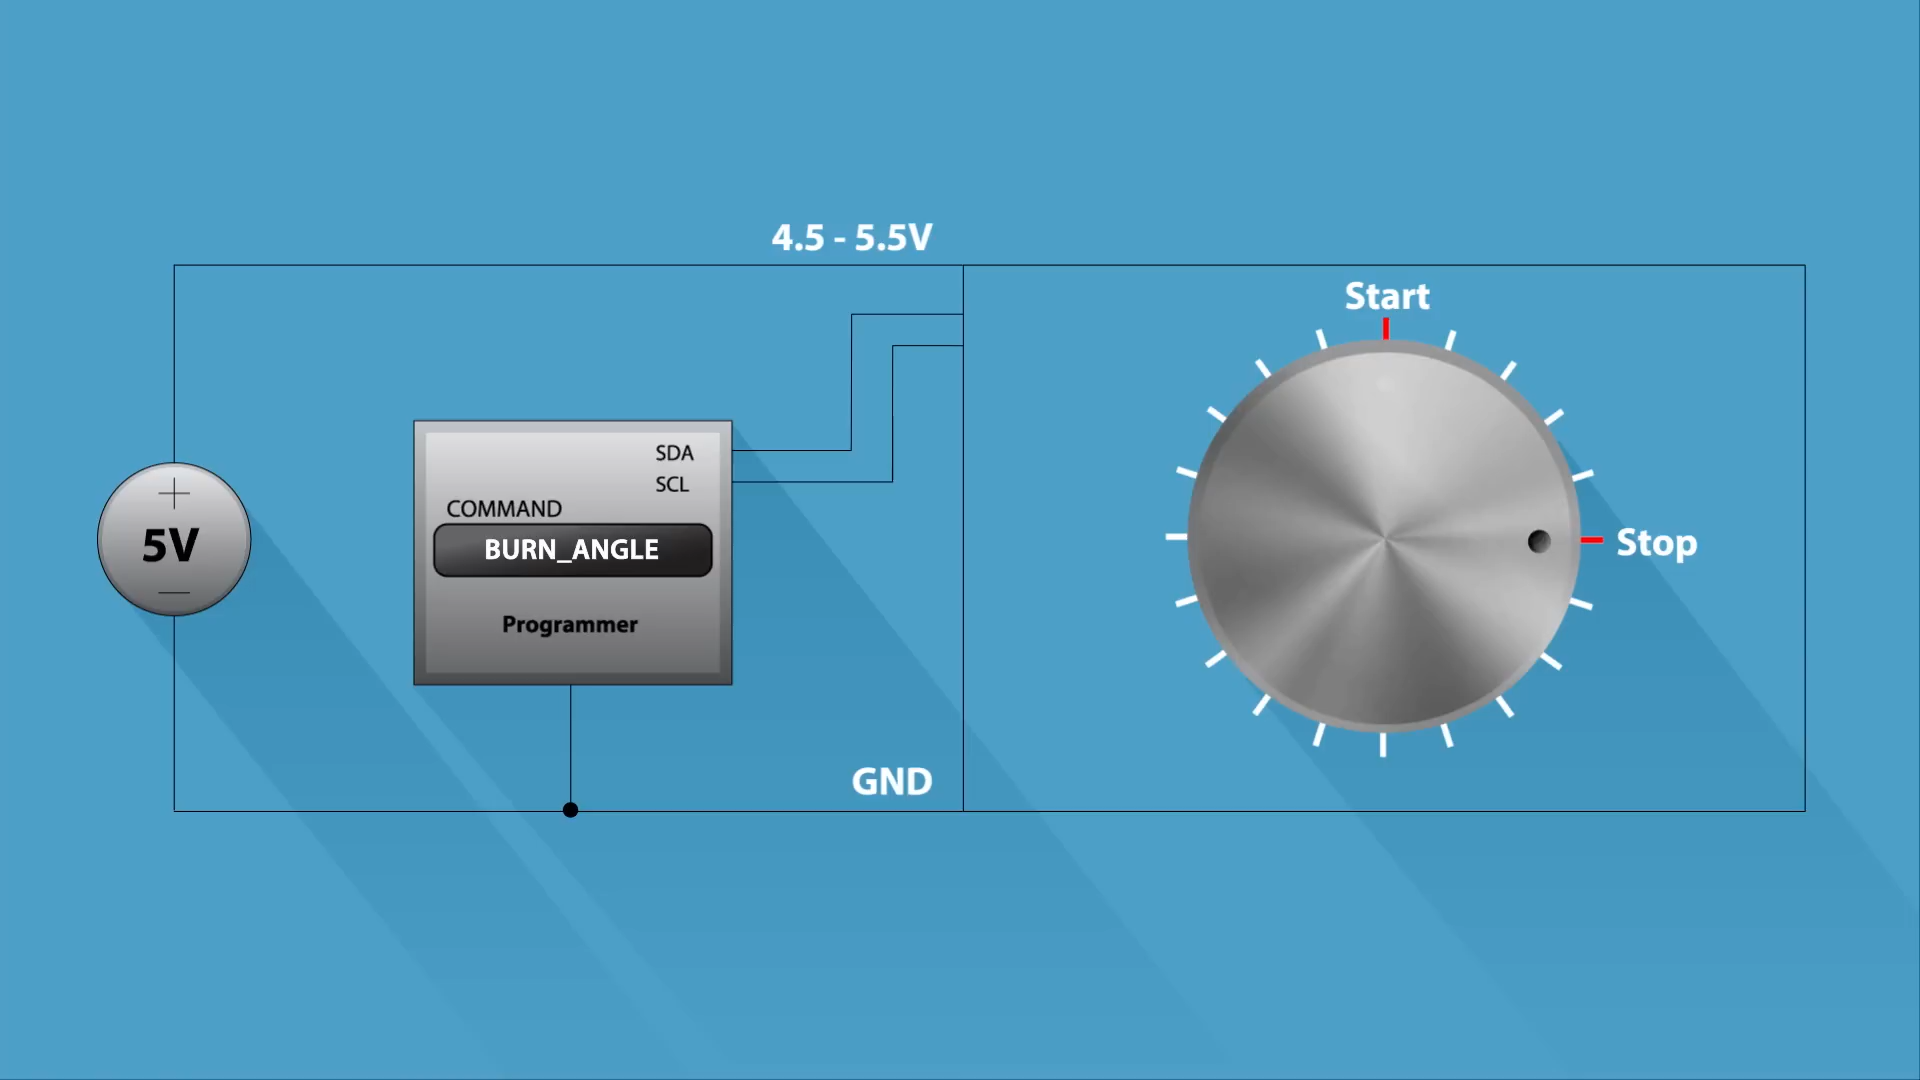 4.5 - 5.5V
Start
SDA
SCL
COMMAND
5V
BURN_ANGLE
Stop
Programmer
GND